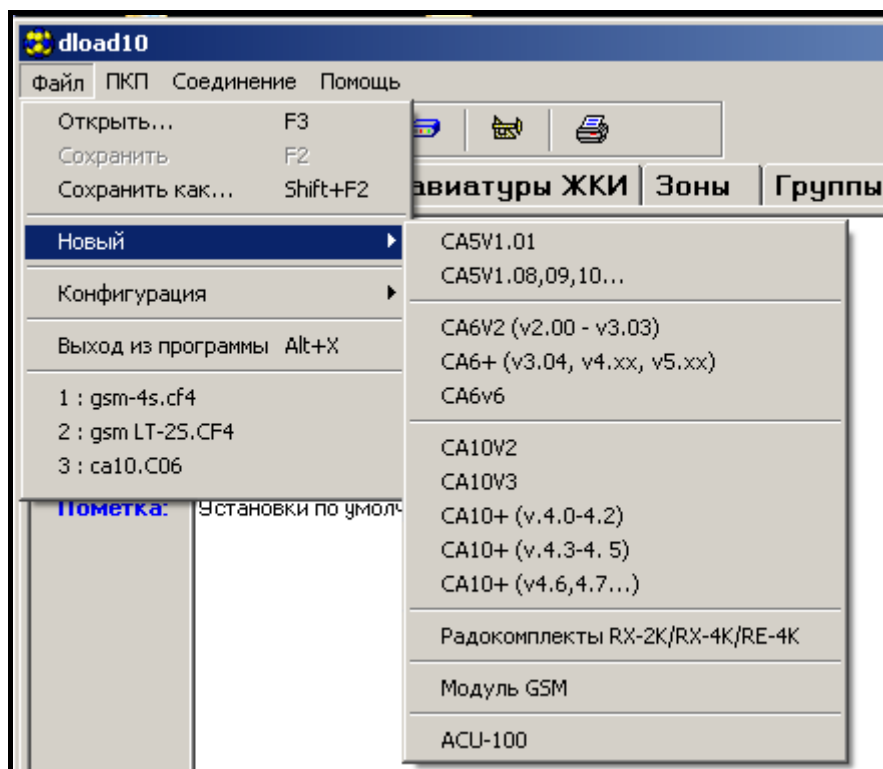 dload10
Файл ПКП Соединение Помощь
Открыть... F3
Сохранить F2
Сохранить как... Shift+F2
Новый
Конфигурация
Выход из программы Alt+X
1 : gsm-4s.cf4
2 : gsm LT-2S.CF4
3 : ca10.C06
авиатуры ЖКИ Зоны Группы
CA5V1.01
CA5V1.08,09,10...
CA6V2 (v2.00 - v3.03)
CA6+ (v3.04, v4.xx, v5.xx)
CA6v6
CA10V2
CA10V3
CA10+ (v.4.0-4.2)
CA10+ (v.4.3-4. 5)
CA10+ (v4.6,4.7...)
Радокомплекты RX-2K/RX-4K/RE-4K
Модуль GSM
ACU-100
Пометка: Установки по умолч